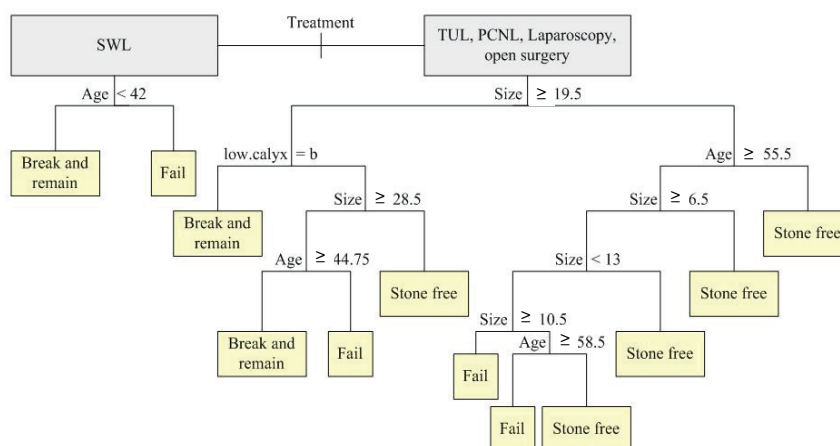 Treatment
SWL
TUL, PCNL, Laparoscopy,
open surgery
Age < 42
Size ≥ 19.5
Break and
remain
Fail
low.calyx = b
Age ≥ 55.5
Break and
remain
Size ≥ 28.5
Size ≥ 6.5
Stone free
Age ≥ 44.75
Stone free
Size < 13
Stone free
Break and
remain
Fail
Size ≥ 10.5
Stone free
Fail
Age ≥ 58.5
Fail
Stone free